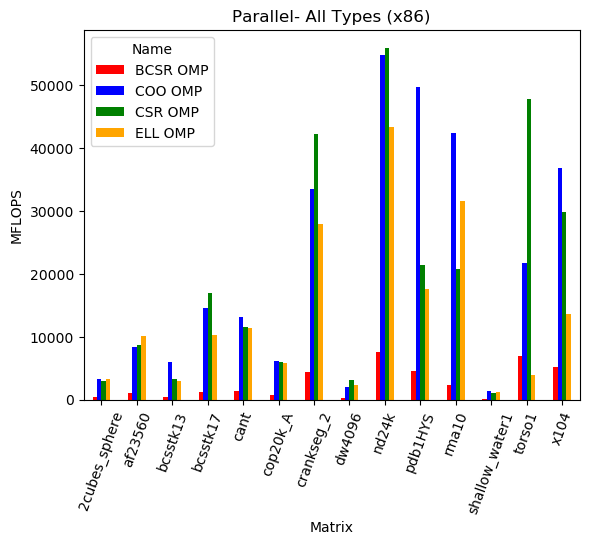 Parallel- All Types (x86)
Name
BCSR OMP
COO OMP
CSR OMP
ELL OMP
MFLOPS
50000
40000
30000
20000
10000
0
2cubes_sphere
af23560
bcsstk13
bcsstk17
cant
cop20k_A
crankseg_2
dw4096
nd24k
pdb1HYS
rma10
shallow_water1
torso1
x104
Matrix